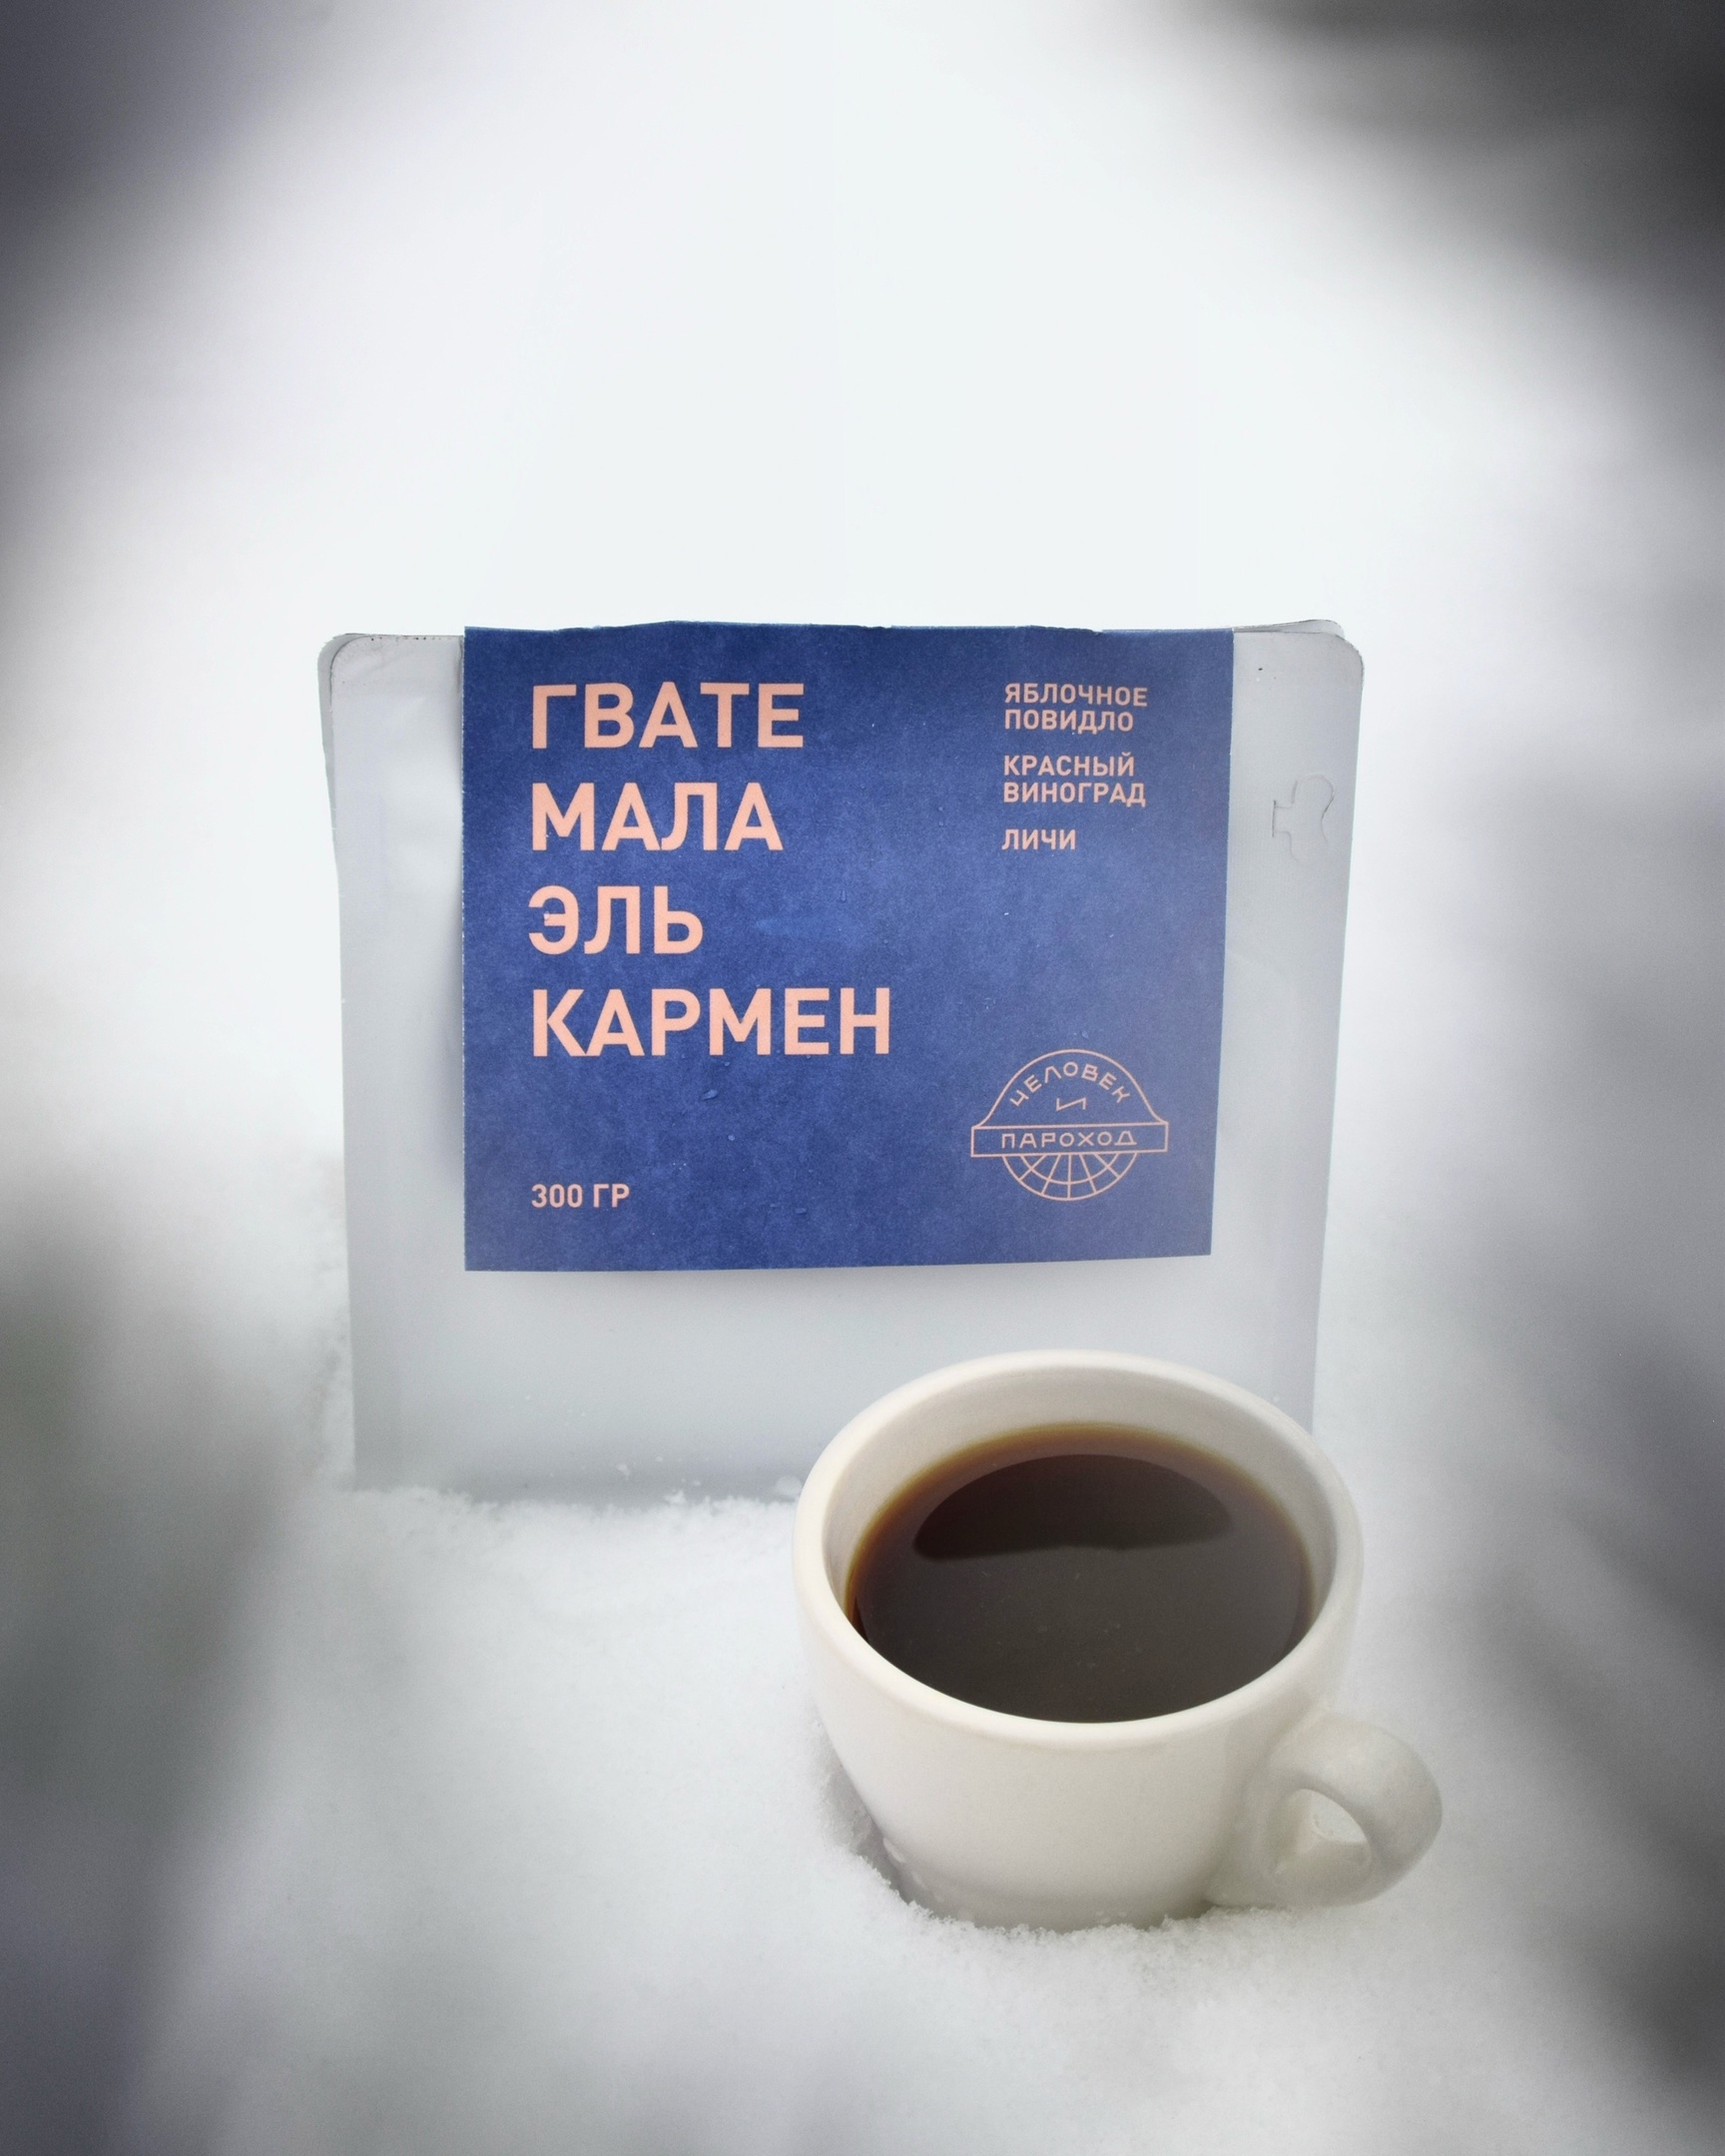 ГВАТЕ
МАЛА
ЭЛЬ
КАРМЕН
300 ГР
ЯБЛОЧНОЕ
ПОВИДЛО
КРАСНЫЙ
ВИНОГРАД
ЛИЧИ
ЧЕЛОВЕК
И
ПАРОХОД